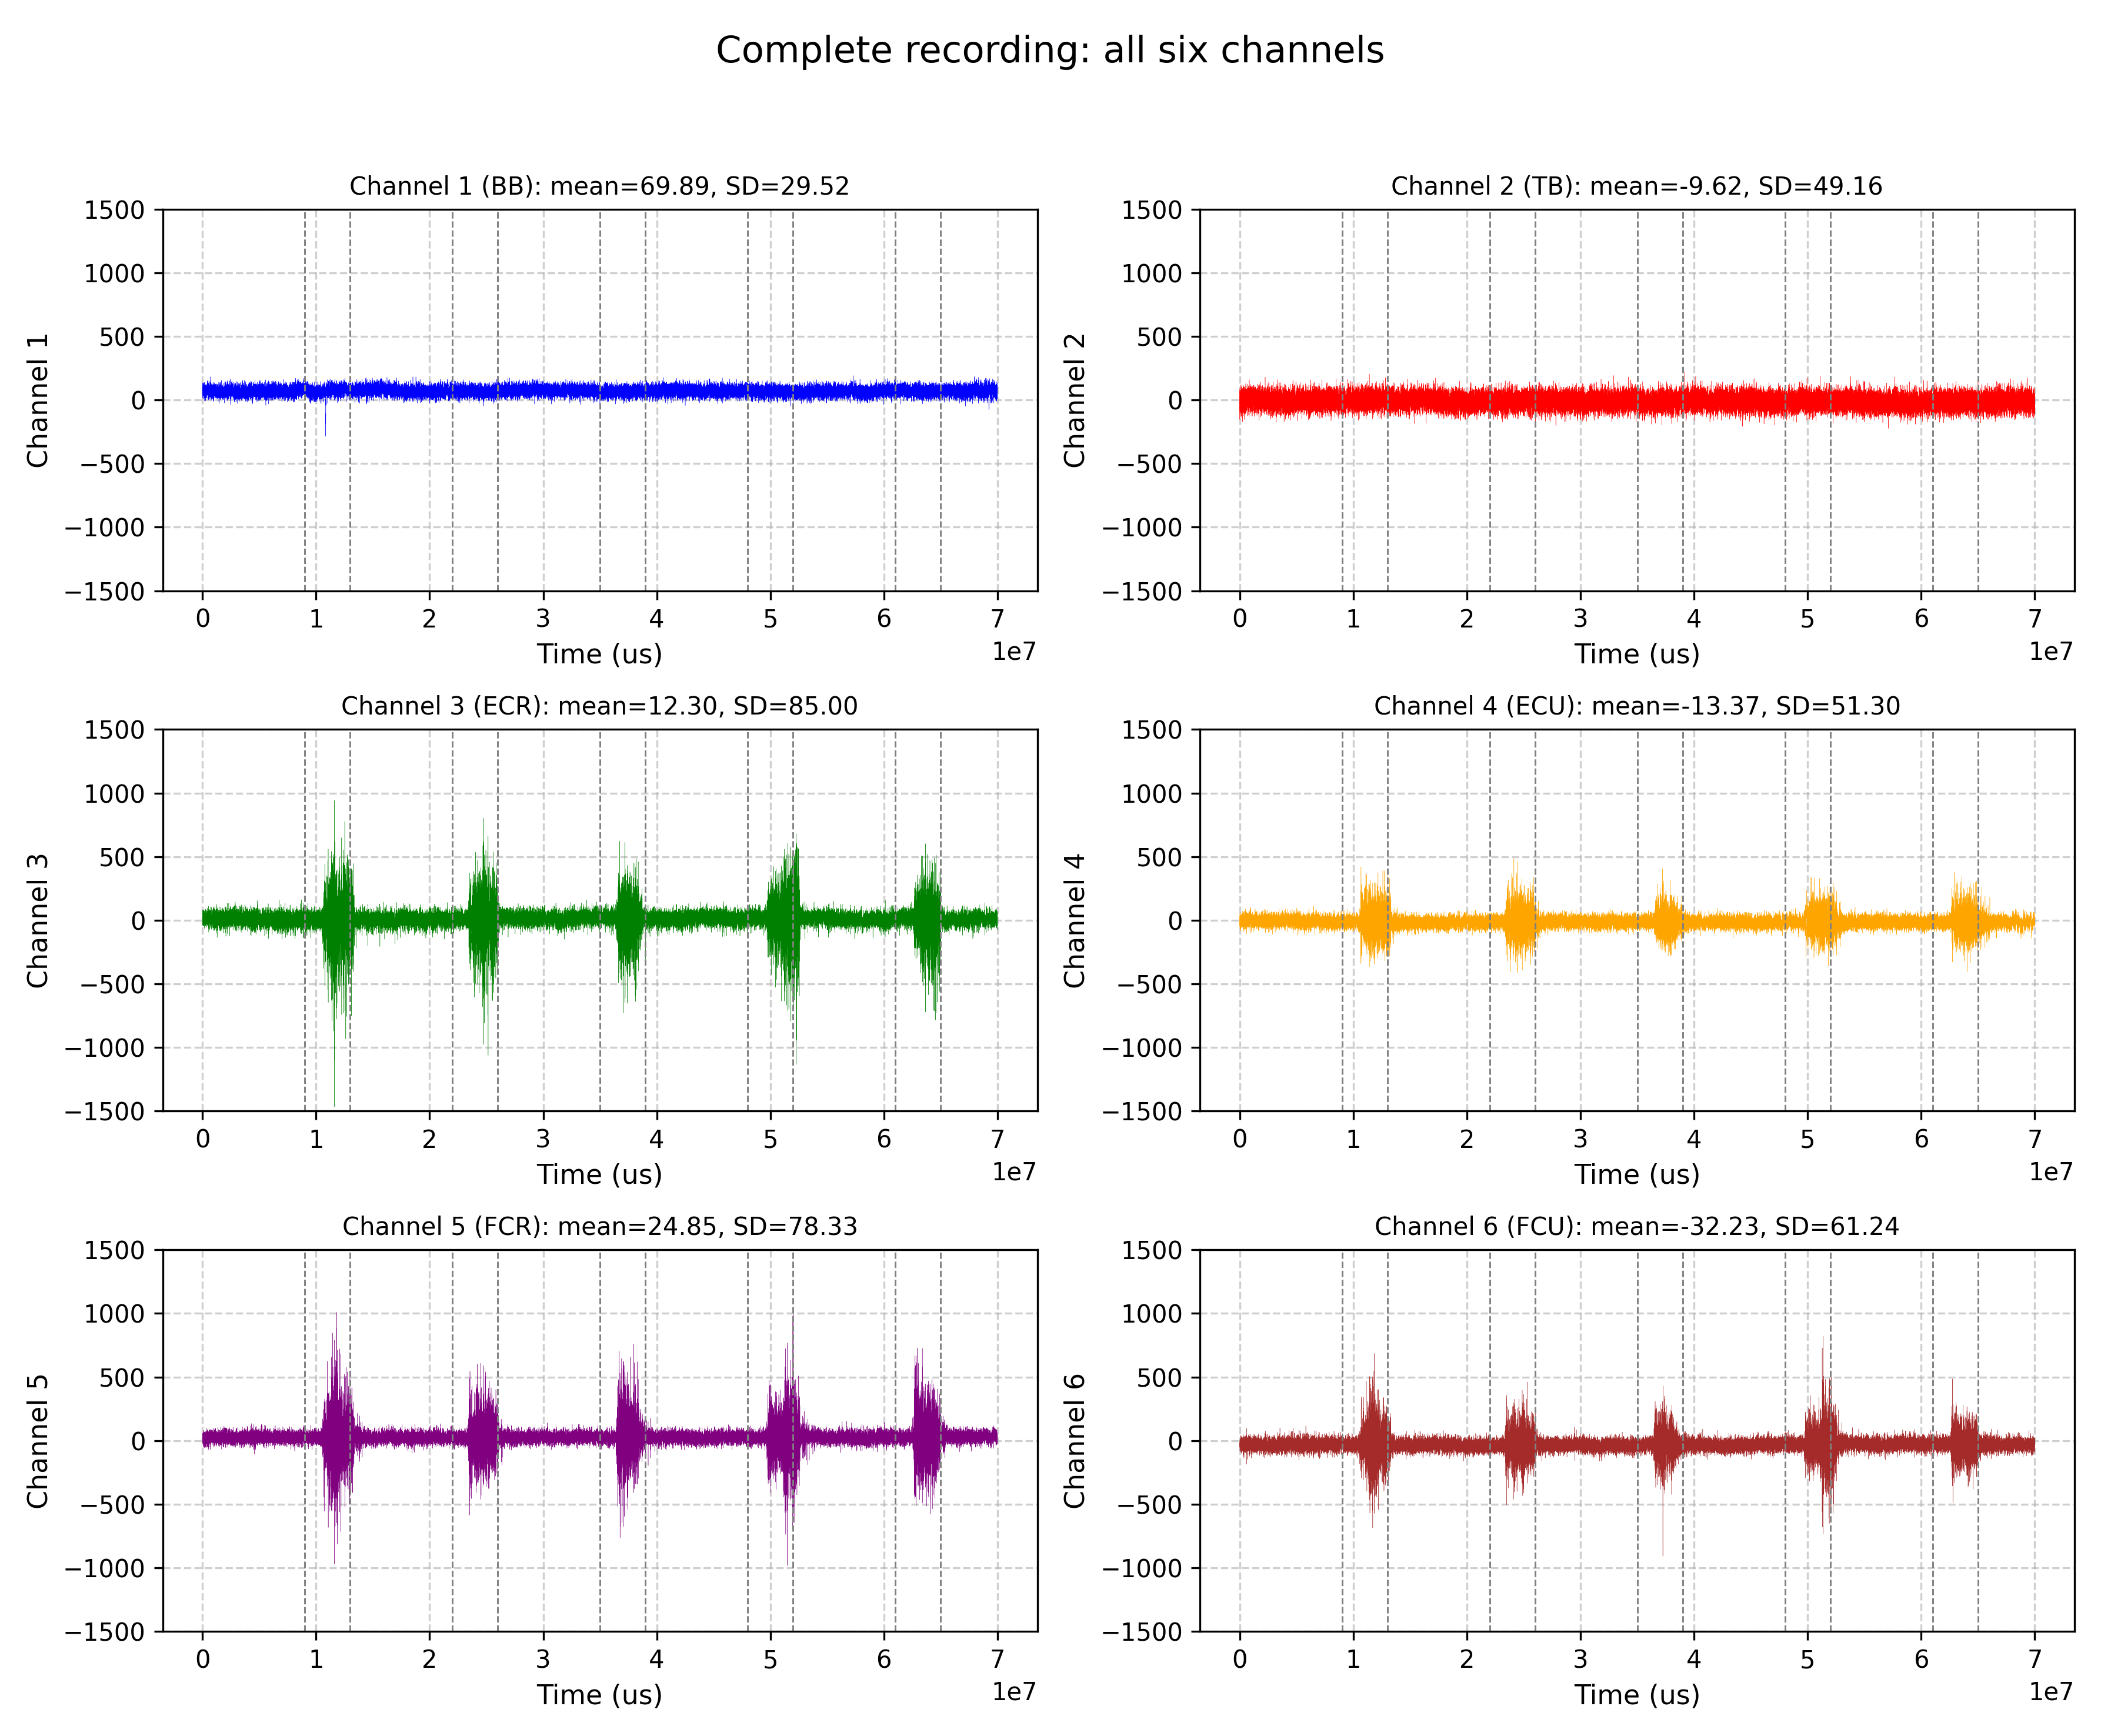 Complete recording: all six channels
Channel 1 (BB): mean=69.89, SD=29.52
Channel 1
1500
1000
500
0
−500
−1000
−1500
0 1 2 3 4 5 6 7
Time (us)
1e7
Channel 2 (TB): mean=-9.62, SD=49.16
Channel 2
1500
1000
500
0
−500
−1000
−1500
0 1 2 3 4 5 6 7
Time (us)
1e7
Channel 3 (ECR): mean=12.30, SD=85.00
Channel 3
1500
1000
500
0
−500
−1000
−1500
0 1 2 3 4 5 6 7
Time (us)
1e7
Channel 4 (ECU): mean=-13.37, SD=51.30
Channel 4
1500
1000
500
0
−500
−1000
−1500
0 1 2 3 4 5 6 7
Time (us)
1e7
Channel 5 (FCR): mean=24.85, SD=78.33
Channel 5
1500
1000
500
0
−500
−1000
−1500
0 1 2 3 4 5 6 7
Time (us)
1e7
Channel 6 (FCU): mean=-32.23, SD=61.24
Channel 6
1500
1000
500
0
−500
−1000
−1500
0 1 2 3 4 5 6 7
Time (us)
1e7